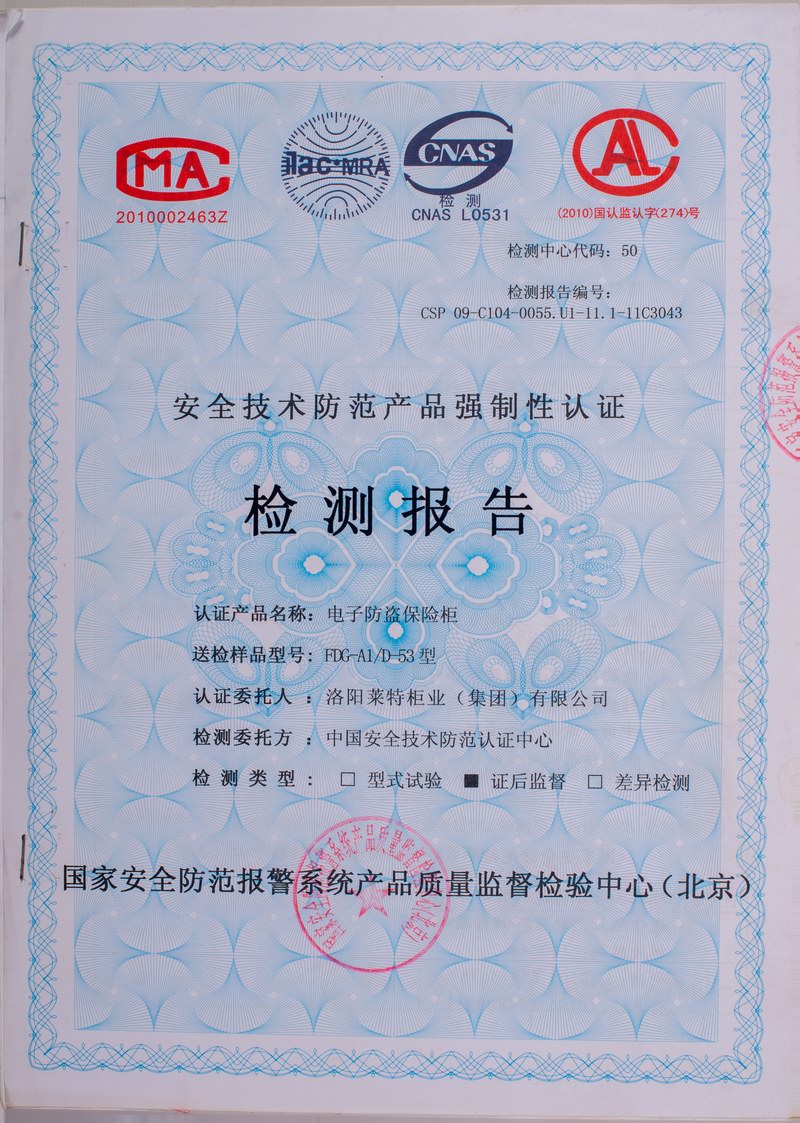 CMA
ilac-MRA
CNAS
AL
2010002463Z
检 测
CNAS L0531
(2010)国认监认字(274)号
检测中心代码：50
检测报告编号：
CSP 09-C104-0055.U1-11.1-11C3043
安全技术防范产品强制性认证
检测报告
认证产品名称：电子防盗保险柜
送检样品型号：FDG-A1/D-53型
认证委托人 ：洛阳莱特柜业（集团）有限公司
检测委托方 ：中国安全技术防范认证中心
检 测 类 型 ： □ 型式试验 ■ 证后监督 □ 差异检测
国家安全防范报警系统产品质量监督检验中心（北京）